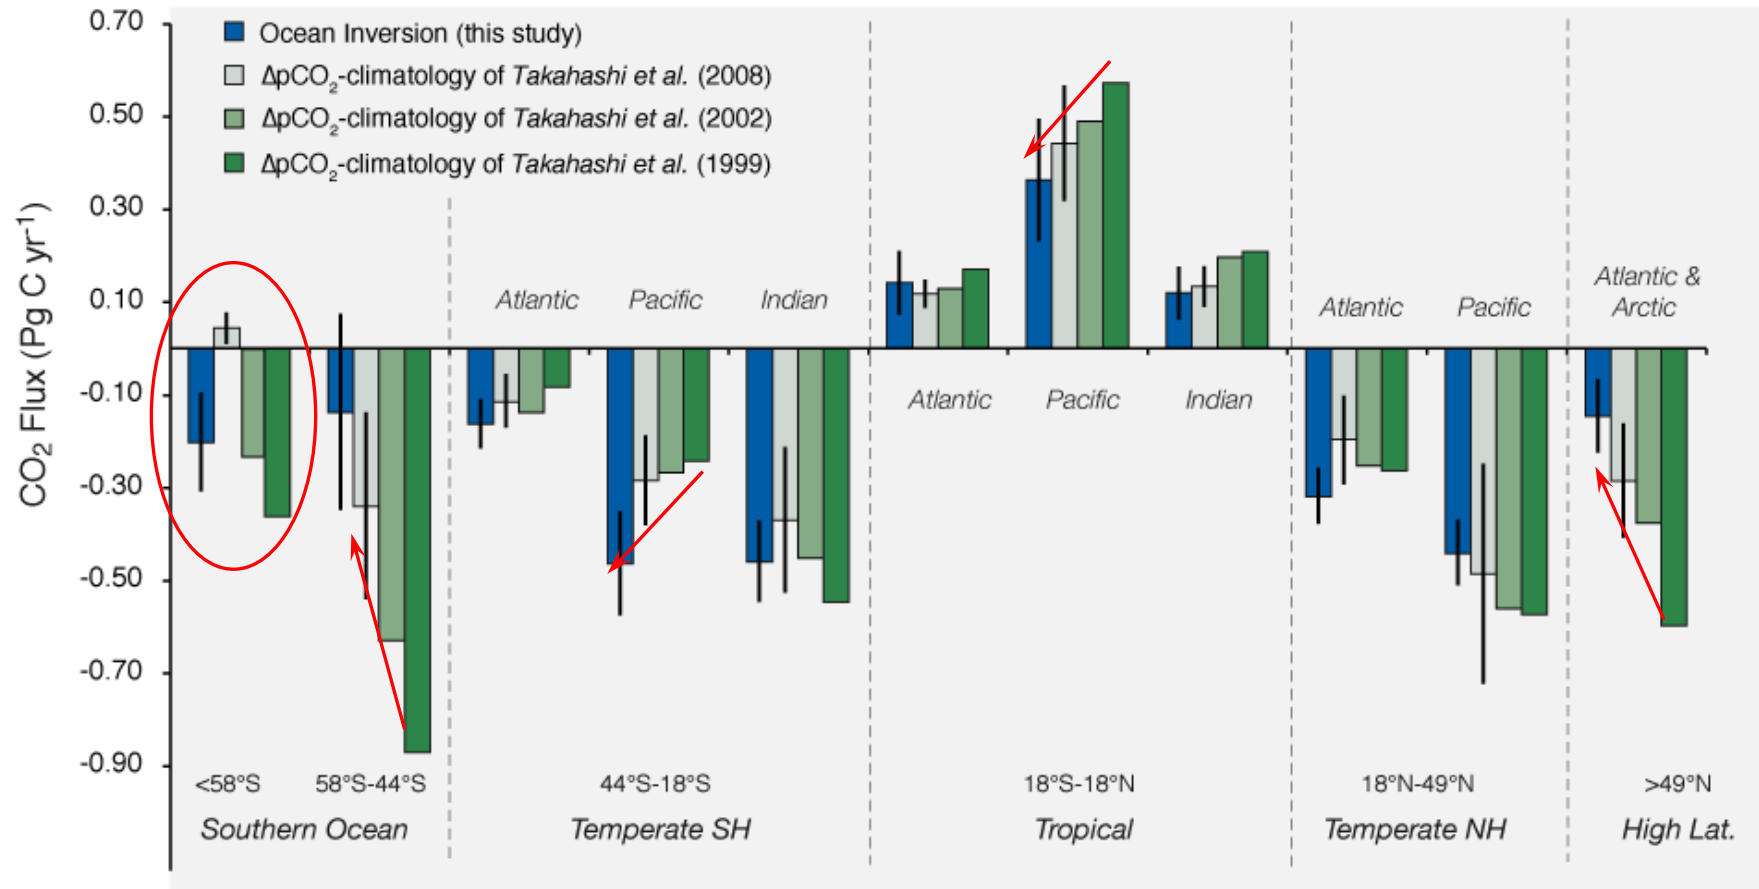 0.70
0.50
0.30
0.10
-0.10
-0.30
-0.50
-0.70
-0.90
CO2 Flux (Pg C yr-1)
Ocean Inversion (this study)
ΔpCO2-climatology of Takahashi et al. (2008)
ΔpCO2-climatology of Takahashi et al. (2002)
ΔpCO2-climatology of Takahashi et al. (1999)
Atlantic
Pacific
Indian
Atlantic
Pacific
Indian
Atlantic
Pacific
Atlantic &
Arctic
<58°S
58°S-44°S
44°S-18°S
18°S-18°N
18°N-49°N
>49°N
Southern Ocean
Temperate SH
Tropical
Temperate NH
High Lat.